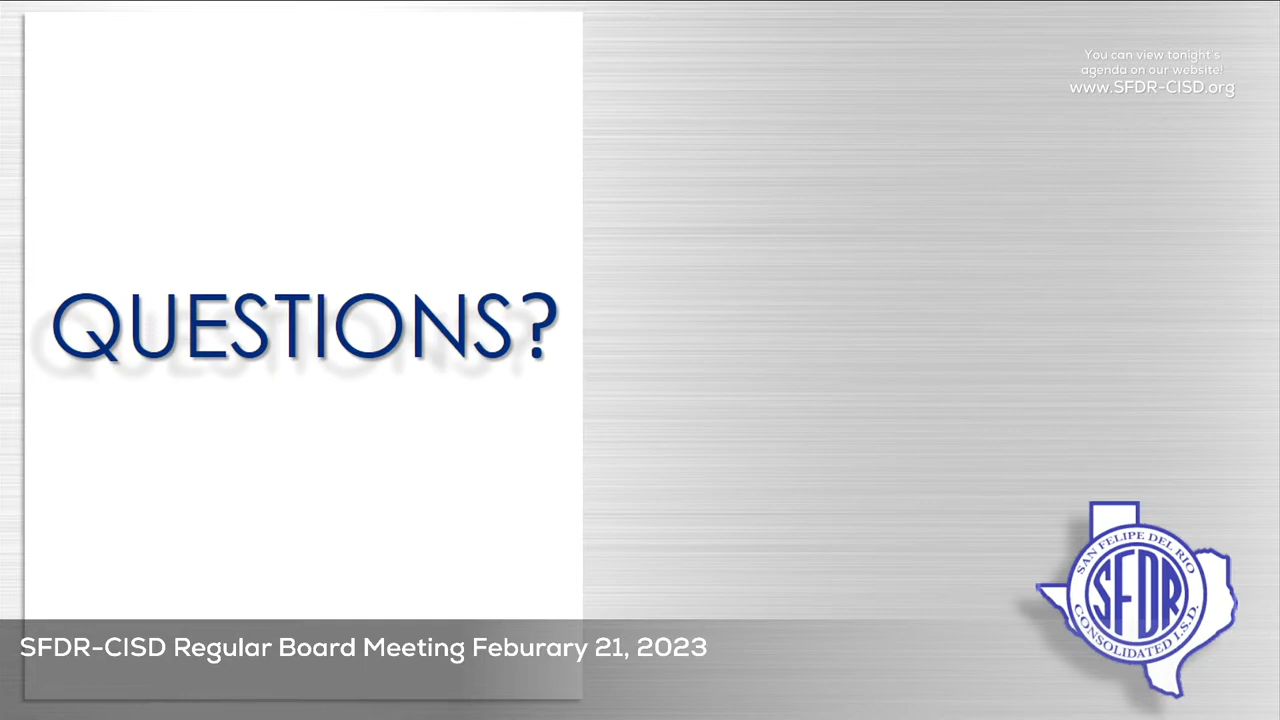 You can view tonight's
agenda on our website!
www.SFDR-CISD.org
QUESTIONS?
SFDR-CISD Regular Board Meeting Feburary 21, 2023
SAN FELIPE DEL RIO
SFDR
CONSOLIDATED I.S.D.